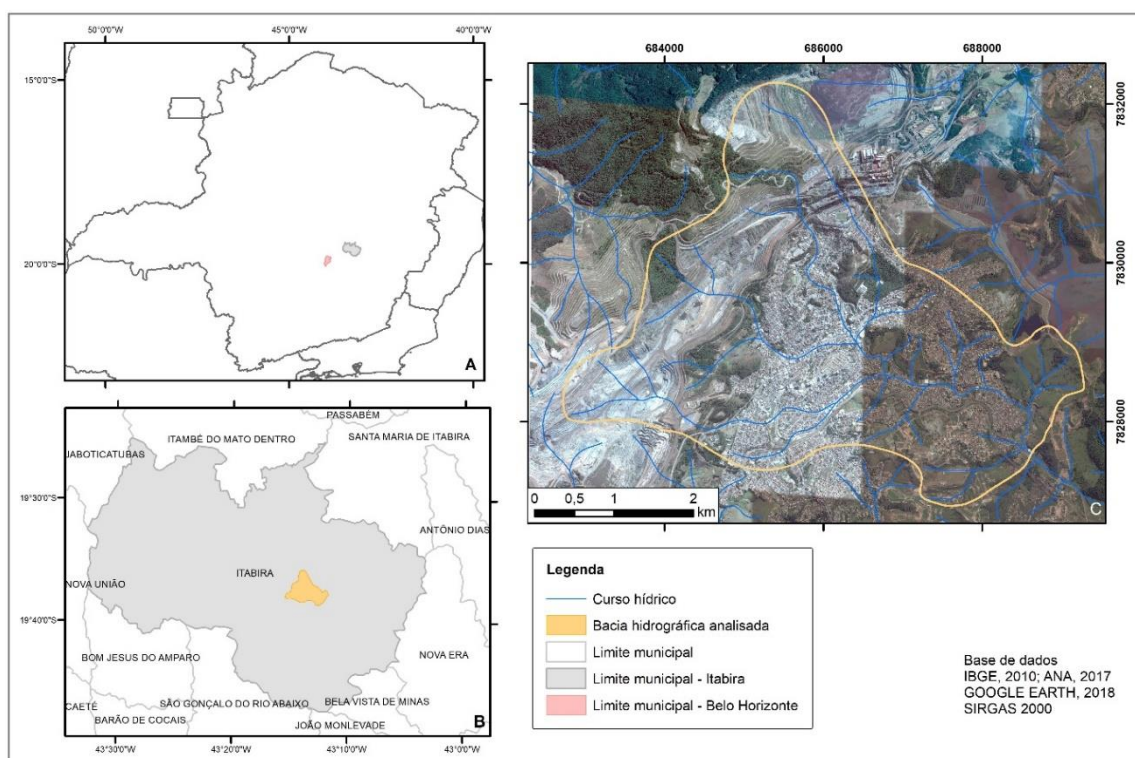 50°0'0"W
45°0'0"W
40°0'0"W
15°0'0"S
20°0'0"S
A
684000
686000
688000
7832000
7830000
7828000
0 0,5 1 2
km
C
PASSABÉM
ITAMBÉ DO MATO DENTRO
SANTA MARIA DE ITABIRA
JABOTICATUBAS
19°30'0"S
ANTÔNIO DIAS
NOVA UNIÃO
ITABIRA
19°40'0"S
BOM JESUS DO AMPARO
NOVA ERA
CAETÉ
SÃO GONÇALO DO RIO ABAIXO
BELA VISTA DE MINAS
BARÃO DE COCAIS
JOÃO MONLEVADE
B
43°30'0"W
43°20'0"W
43°10'0"W
43°0'0"W
Legenda
Curso hídrico
Bacia hidrográfica analisada
Limite municipal
Limite municipal - Itabira
Limite municipal - Belo Horizonte
Base de dados
IBGE, 2010; ANA, 2017
GOOGLE EARTH, 2018
SIRGAS 2000